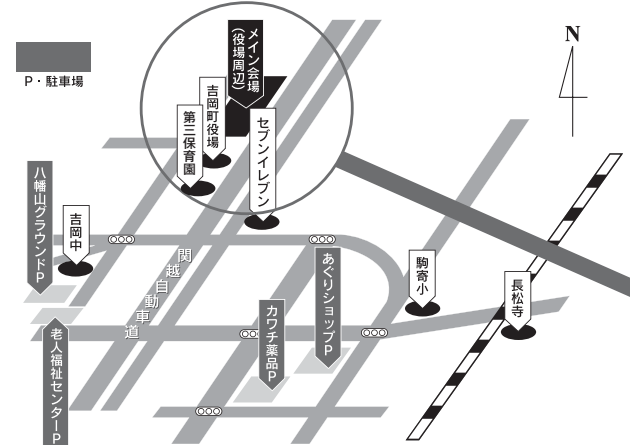 P・駐車場
メイン会場
(役場周辺)
吉岡町役場
第三保育園
セブンイレブン
N
八幡山グラウンドP
吉岡中
関越自動車道
あぐりショップP
カワチ薬品P
駒寄小
長松寺
老人福祉センターP